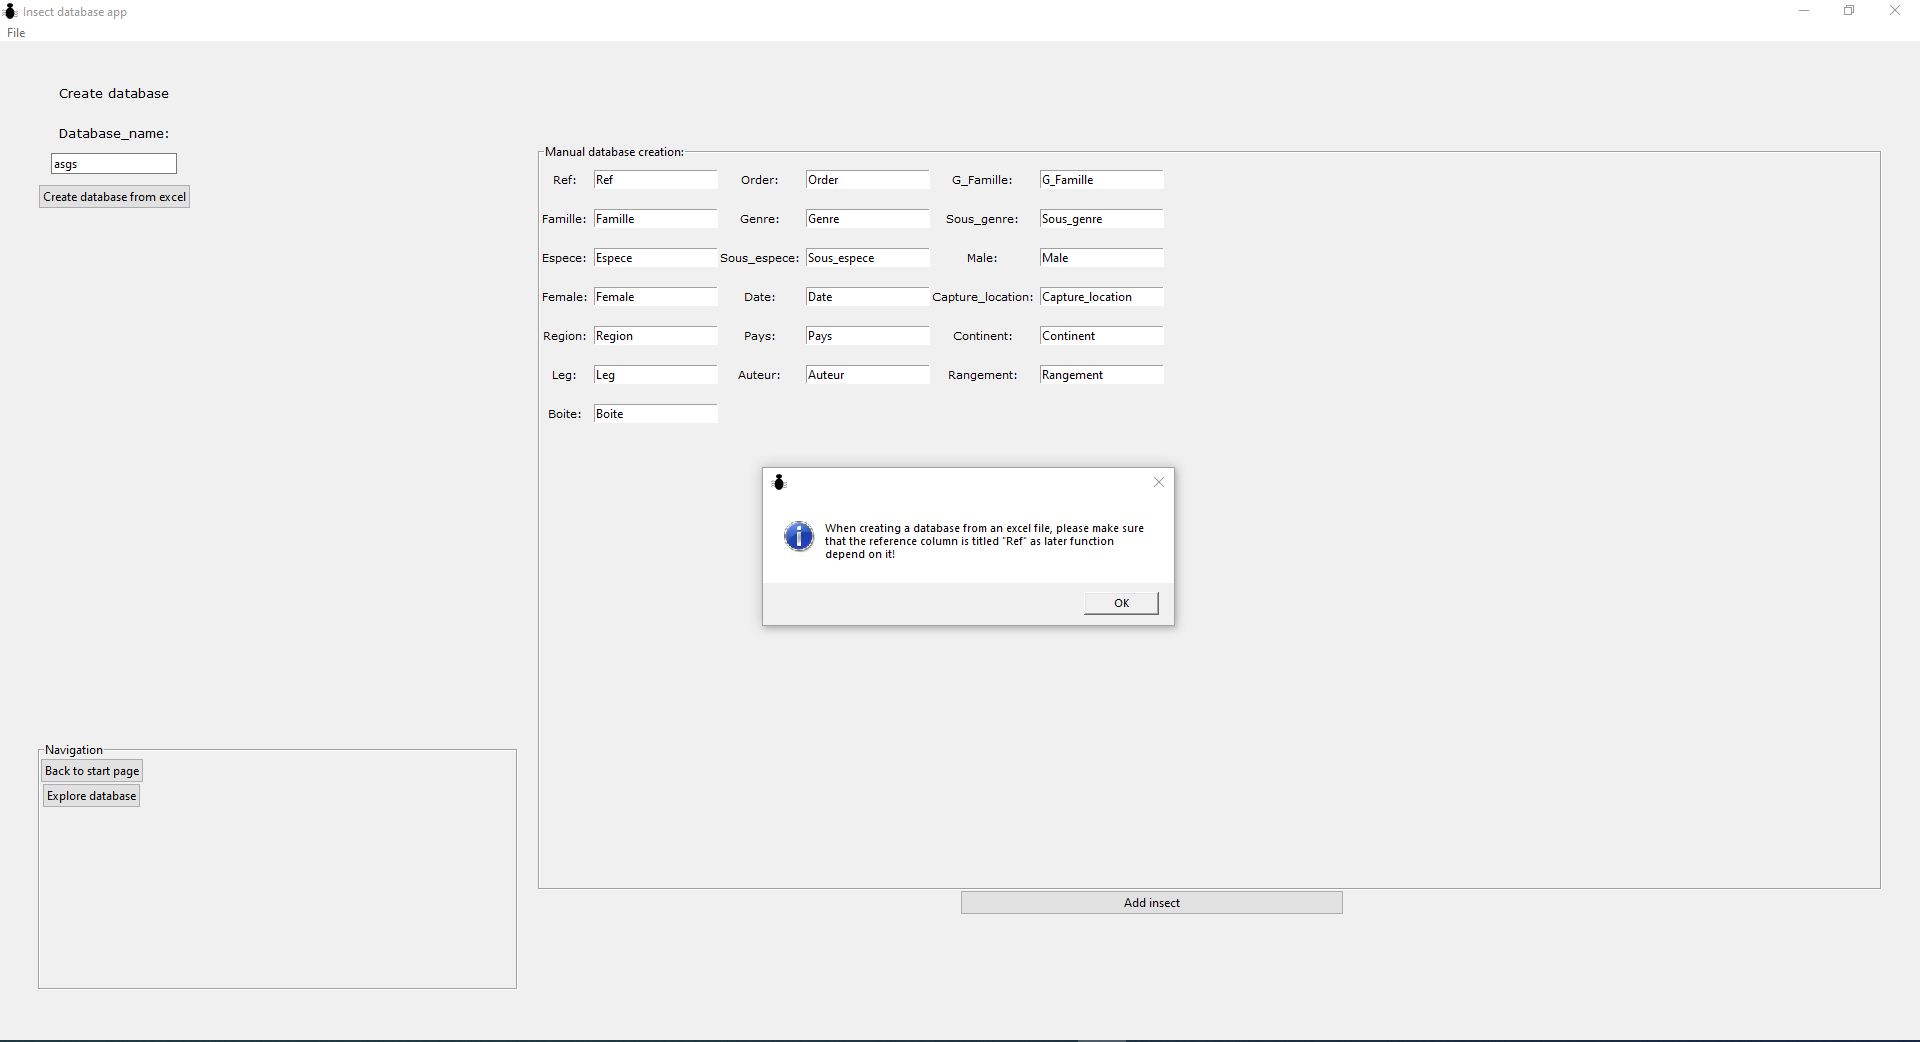 Insect database app
File
Create database
Database_name:
asgs
Create database from excel
Manual database creation:
Ref: Ref Order: Order G_Famille: G_Famille
Famille: Famille Genre: Genre Sous_genre: Sous_genre
Espece: Espece Sous_espece: Sous_espece Male: Male
Female: Female Date: Date Capture_location: Capture_location
Region: Region Pays: Pays Continent: Continent
Leg: Leg Auteur: Auteur Rangement: Rangement
Boite: Boite
When creating a database from an excel file, please make sure
that the reference column is titled "Ref" as later function
depend on it!
OK
Navigation
Back to start page
Explore database
Add insect